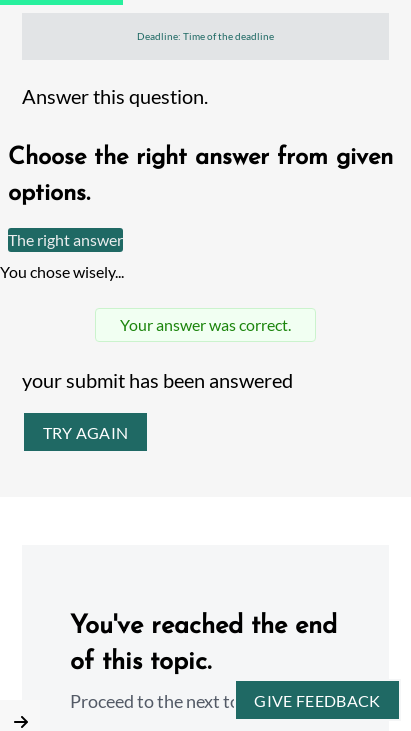 Deadline: Time of the deadline
Answer this question.
Choose the right answer from given
options.
The right answer
You chose wisely...
Your answer was correct.
your submit has been answered
TRY AGAIN
You've reached the end
of this topic.
Proceed to the next
GIVE FEEDBACK